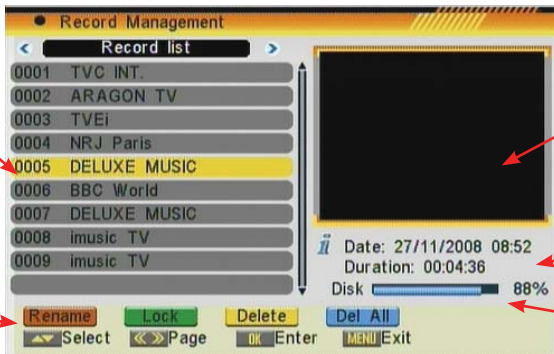 Record Management
Record list
0001 TVC INT.
0002 ARAGON TV
0003 TVEi
0004 NRJ Paris
0005 DELUXE MUSIC
0006 BBC World
0007 DELUXE MUSIC
0008 imusic TV
0009 imusic TV
Date: 27/11/2008 08:52
Duration: 00:04:36
Disk 88%
Rename Lock Delete Del All
Select Page OK Enter MENU Exit